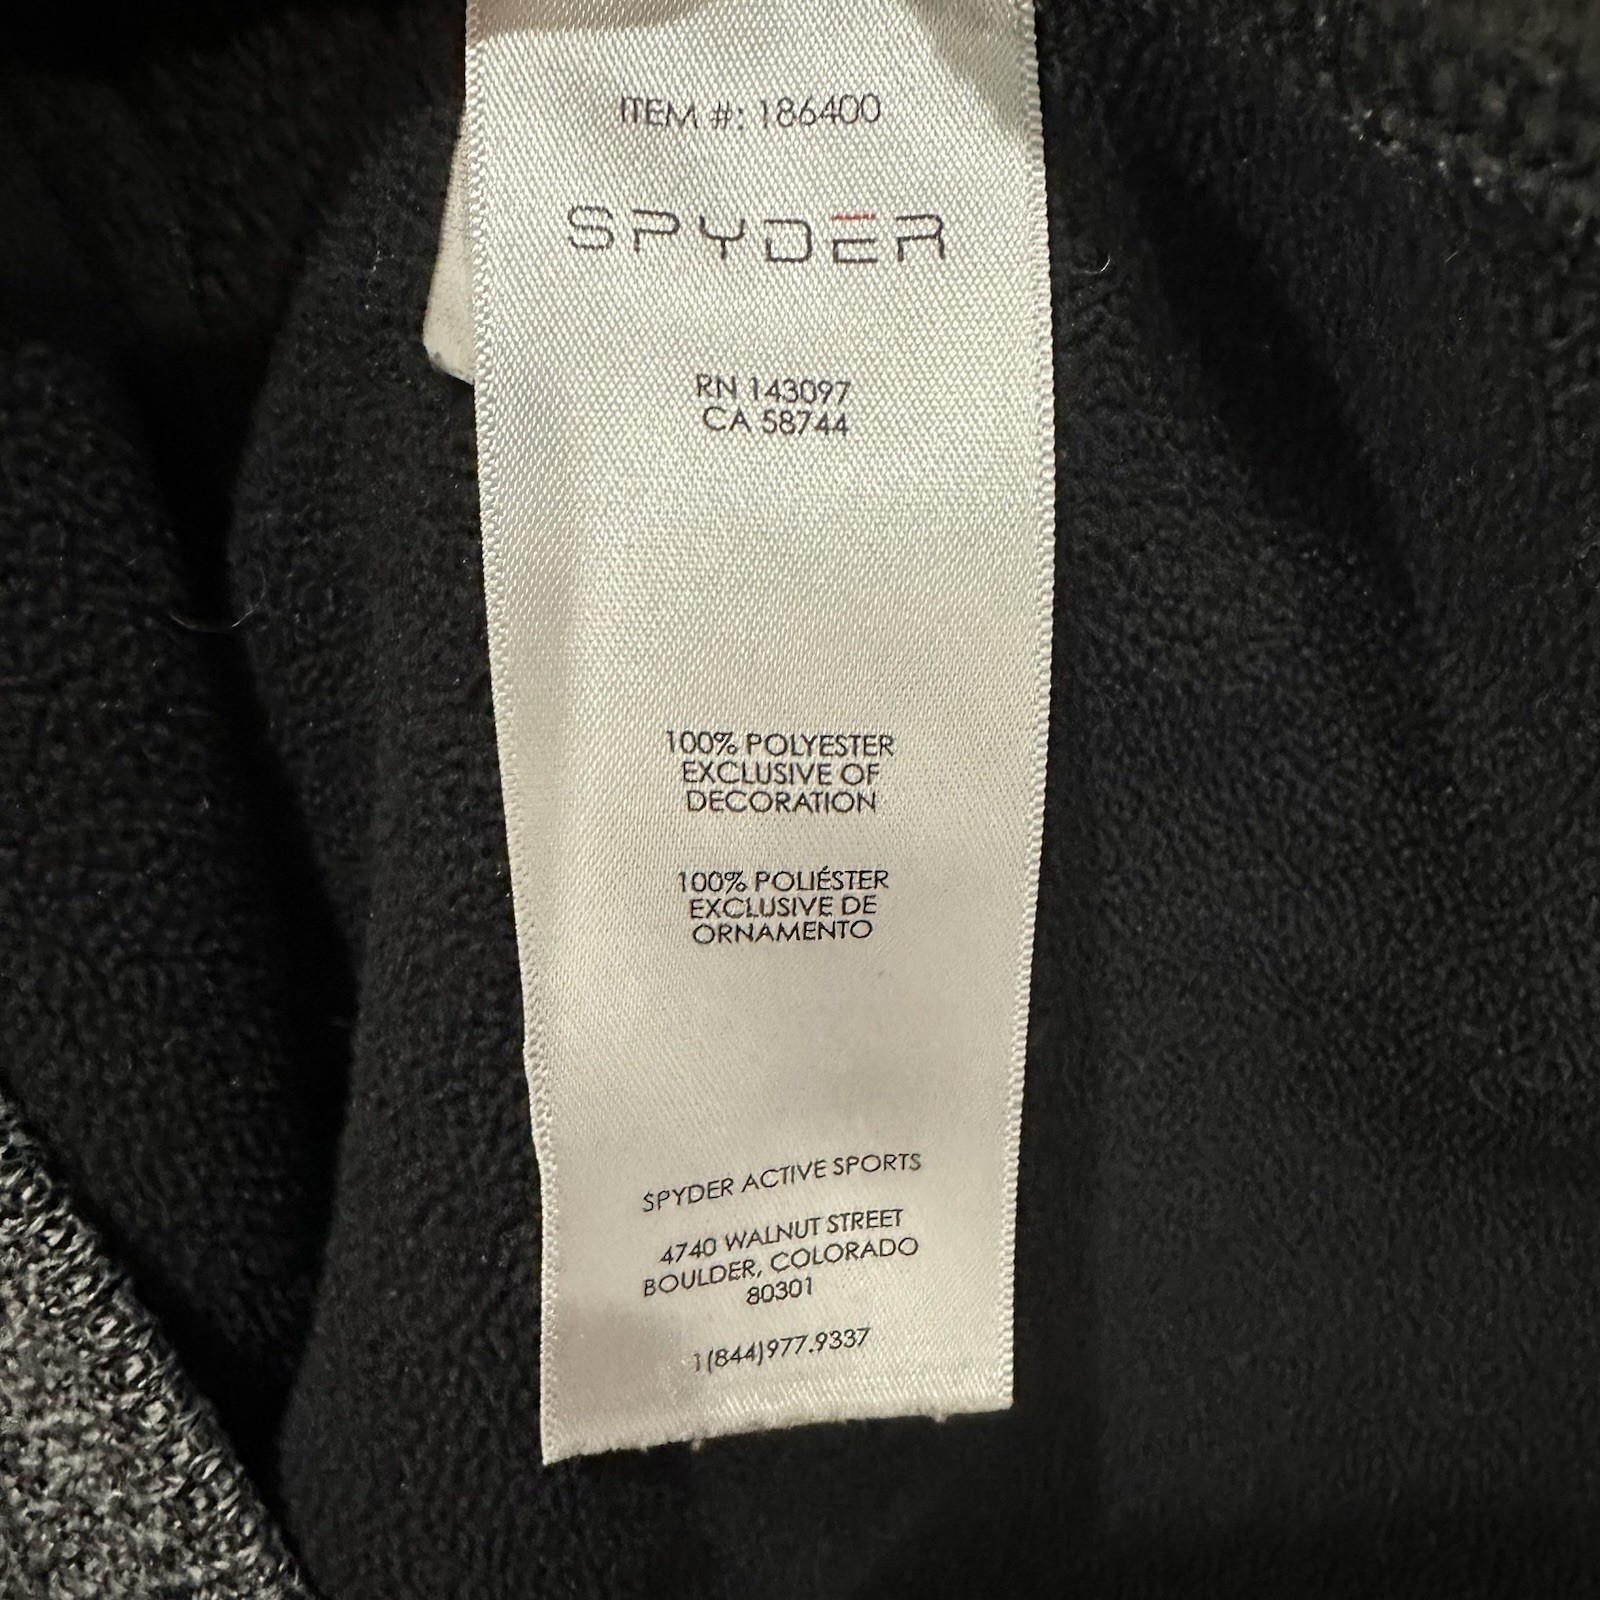 ITEM #: 186400
SPYDER
RN 143097
CA 58744
100% POLYESTER
EXCLUSIVE OF
DECORATION
100% POLIÉSTER
EXCLUSIVE DE
ORNAMENTO
SPYDER ACTIVE SPORTS
4740 WALNUT STREET
BOULDER, COLORADO
80301
1(844)977.9337